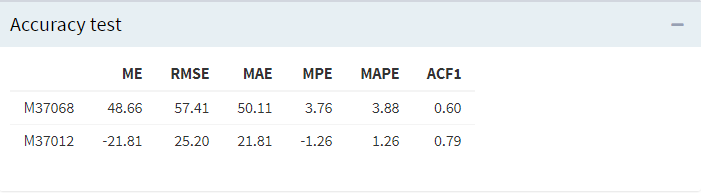 Accuracy test
ME RMSE MAE MPE MAPE ACF1
M37068 48.66 57.41 50.11 3.76 3.88 0.60
M37012 -21.81 25.20 21.81 -1.26 1.26 0.79